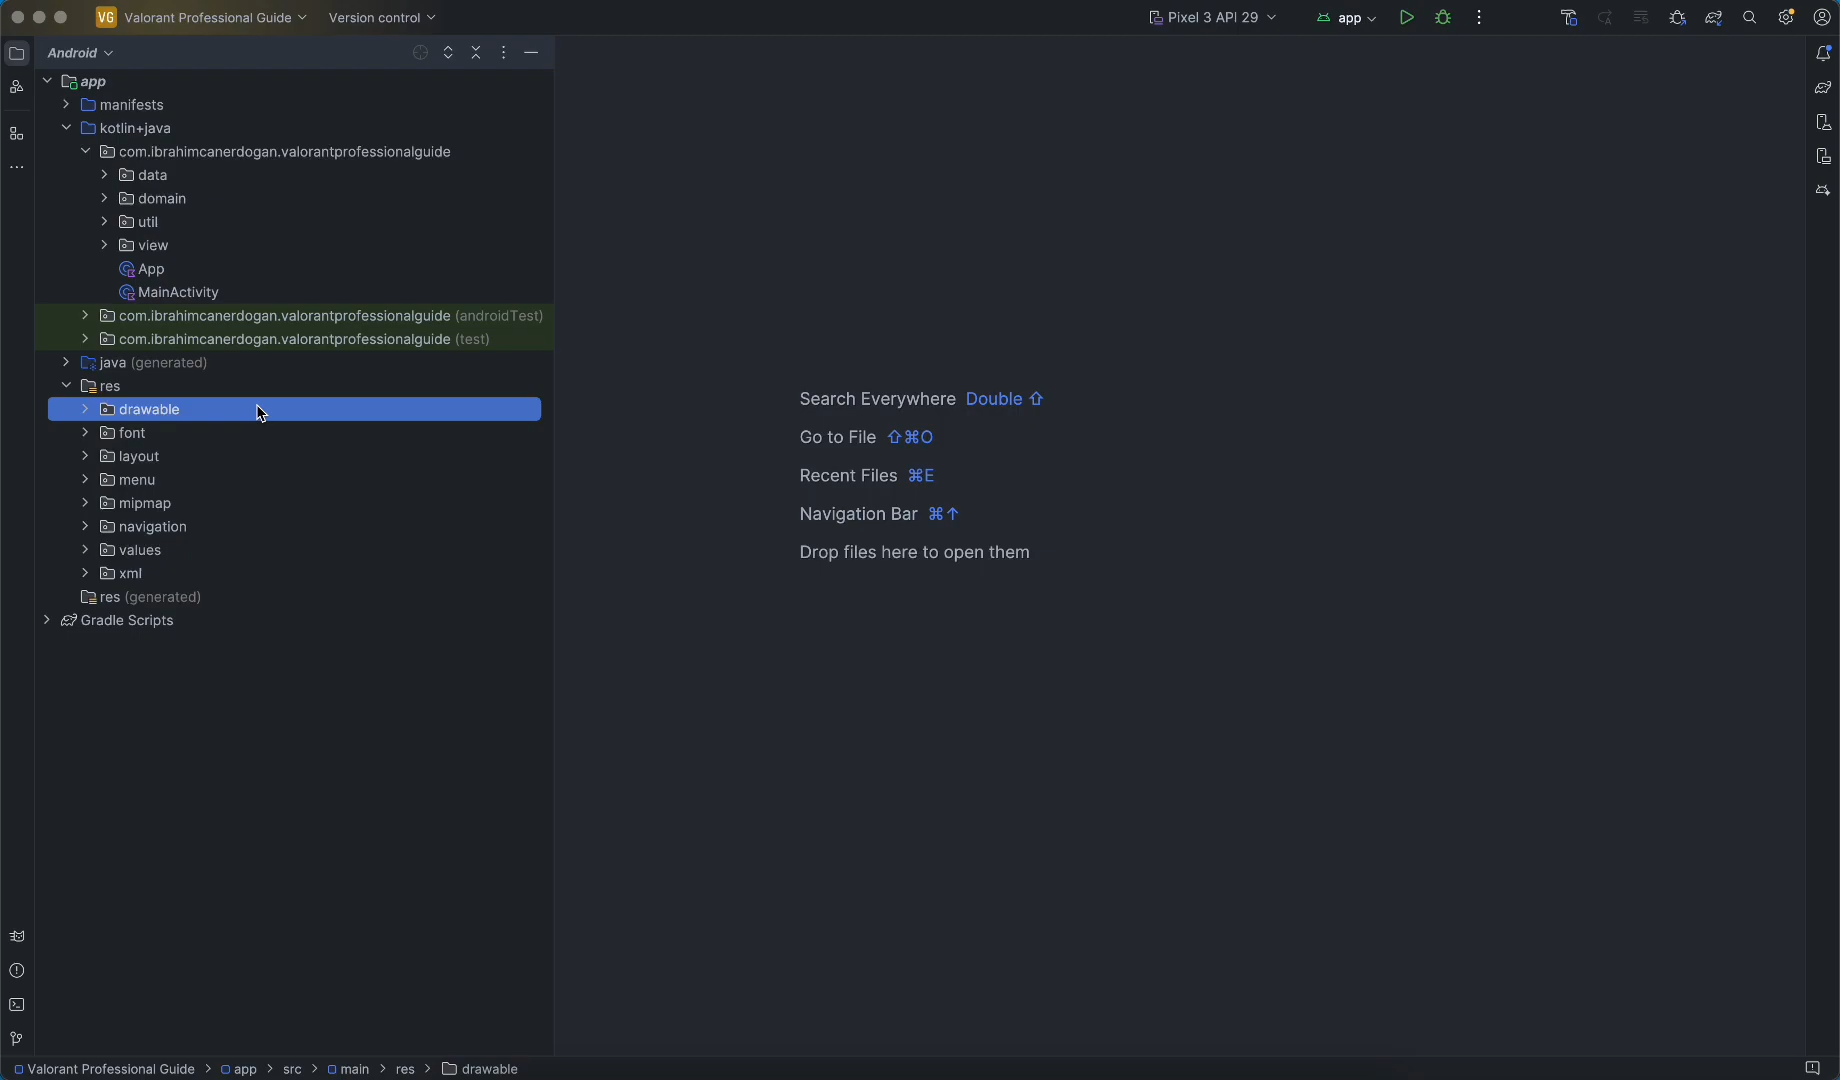 VG Valorant Professional Guide Version control Pixel 3 API 29 app
Android
app
manifests
kotlin+java
com.ibrahimcanerdogan.valorantprofessionalguide
data
domain
util
view
App
MainActivity
com.ibrahimcanerdogan.valorantprofessionalguide (androidTest)
com.ibrahimcanerdogan.valorantprofessionalguide (test)
java (generated)
res
drawable
font
layout
menu
mipmap
navigation
values
xml
res (generated)
Gradle Scripts
Search Everywhere Double ⇧
Go to File ⇧⌘O
Recent Files ⌘E
Navigation Bar ⌘↑
Drop files here to open them
Valorant Professional Guide > app > src > main > res > drawable